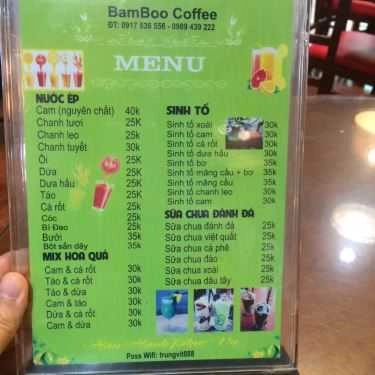 BamBoo Coffee
ĐT: 0917 636 556 - 0989 439 222
MENU
NƯỚC ÉP
Cam (nguyên chất) 40k
Chanh tươi 25K
Chanh leo 25K
Chanh tuyết 30k
Ổi 25K
Dừa 25K
Dưa hấu 25K
Táo 25K
Cà rốt 25K
Cóc 25k
Bí Đao 25k
Bưởi 35k
Bột sắn dây 35k
MIX HOA QUẢ
Cam & cà rốt 30k
Táo & cà rốt 30k
Dứa & cà rốt 30k
Cam & táo 30k
Dứa & táo 30k
Cam & dứa 30k
SINH TỐ
Sinh tố xoài 30k
Sinh tố cam 30k
Sinh tố cà rốt 30k
Sinh tố dưa hấu 30k
Sinh tố bơ 35k
Sinh tố mãng cầu + bơ 35k
Sinh tố mãng cầu 35k
Sinh tố chanh leo 30k
Sinh tố cam 30k
SỮA CHUA ĐÁNH ĐÁ
Sữa chua đánh đá 25k
Sữa chua việt quất 25k
Sữa chua cà phê 25k
Sữa chua đào 25k
Sữa chua xoài 25k
Sữa chua dâu tây 25k
Pass Wifi: trungvit888